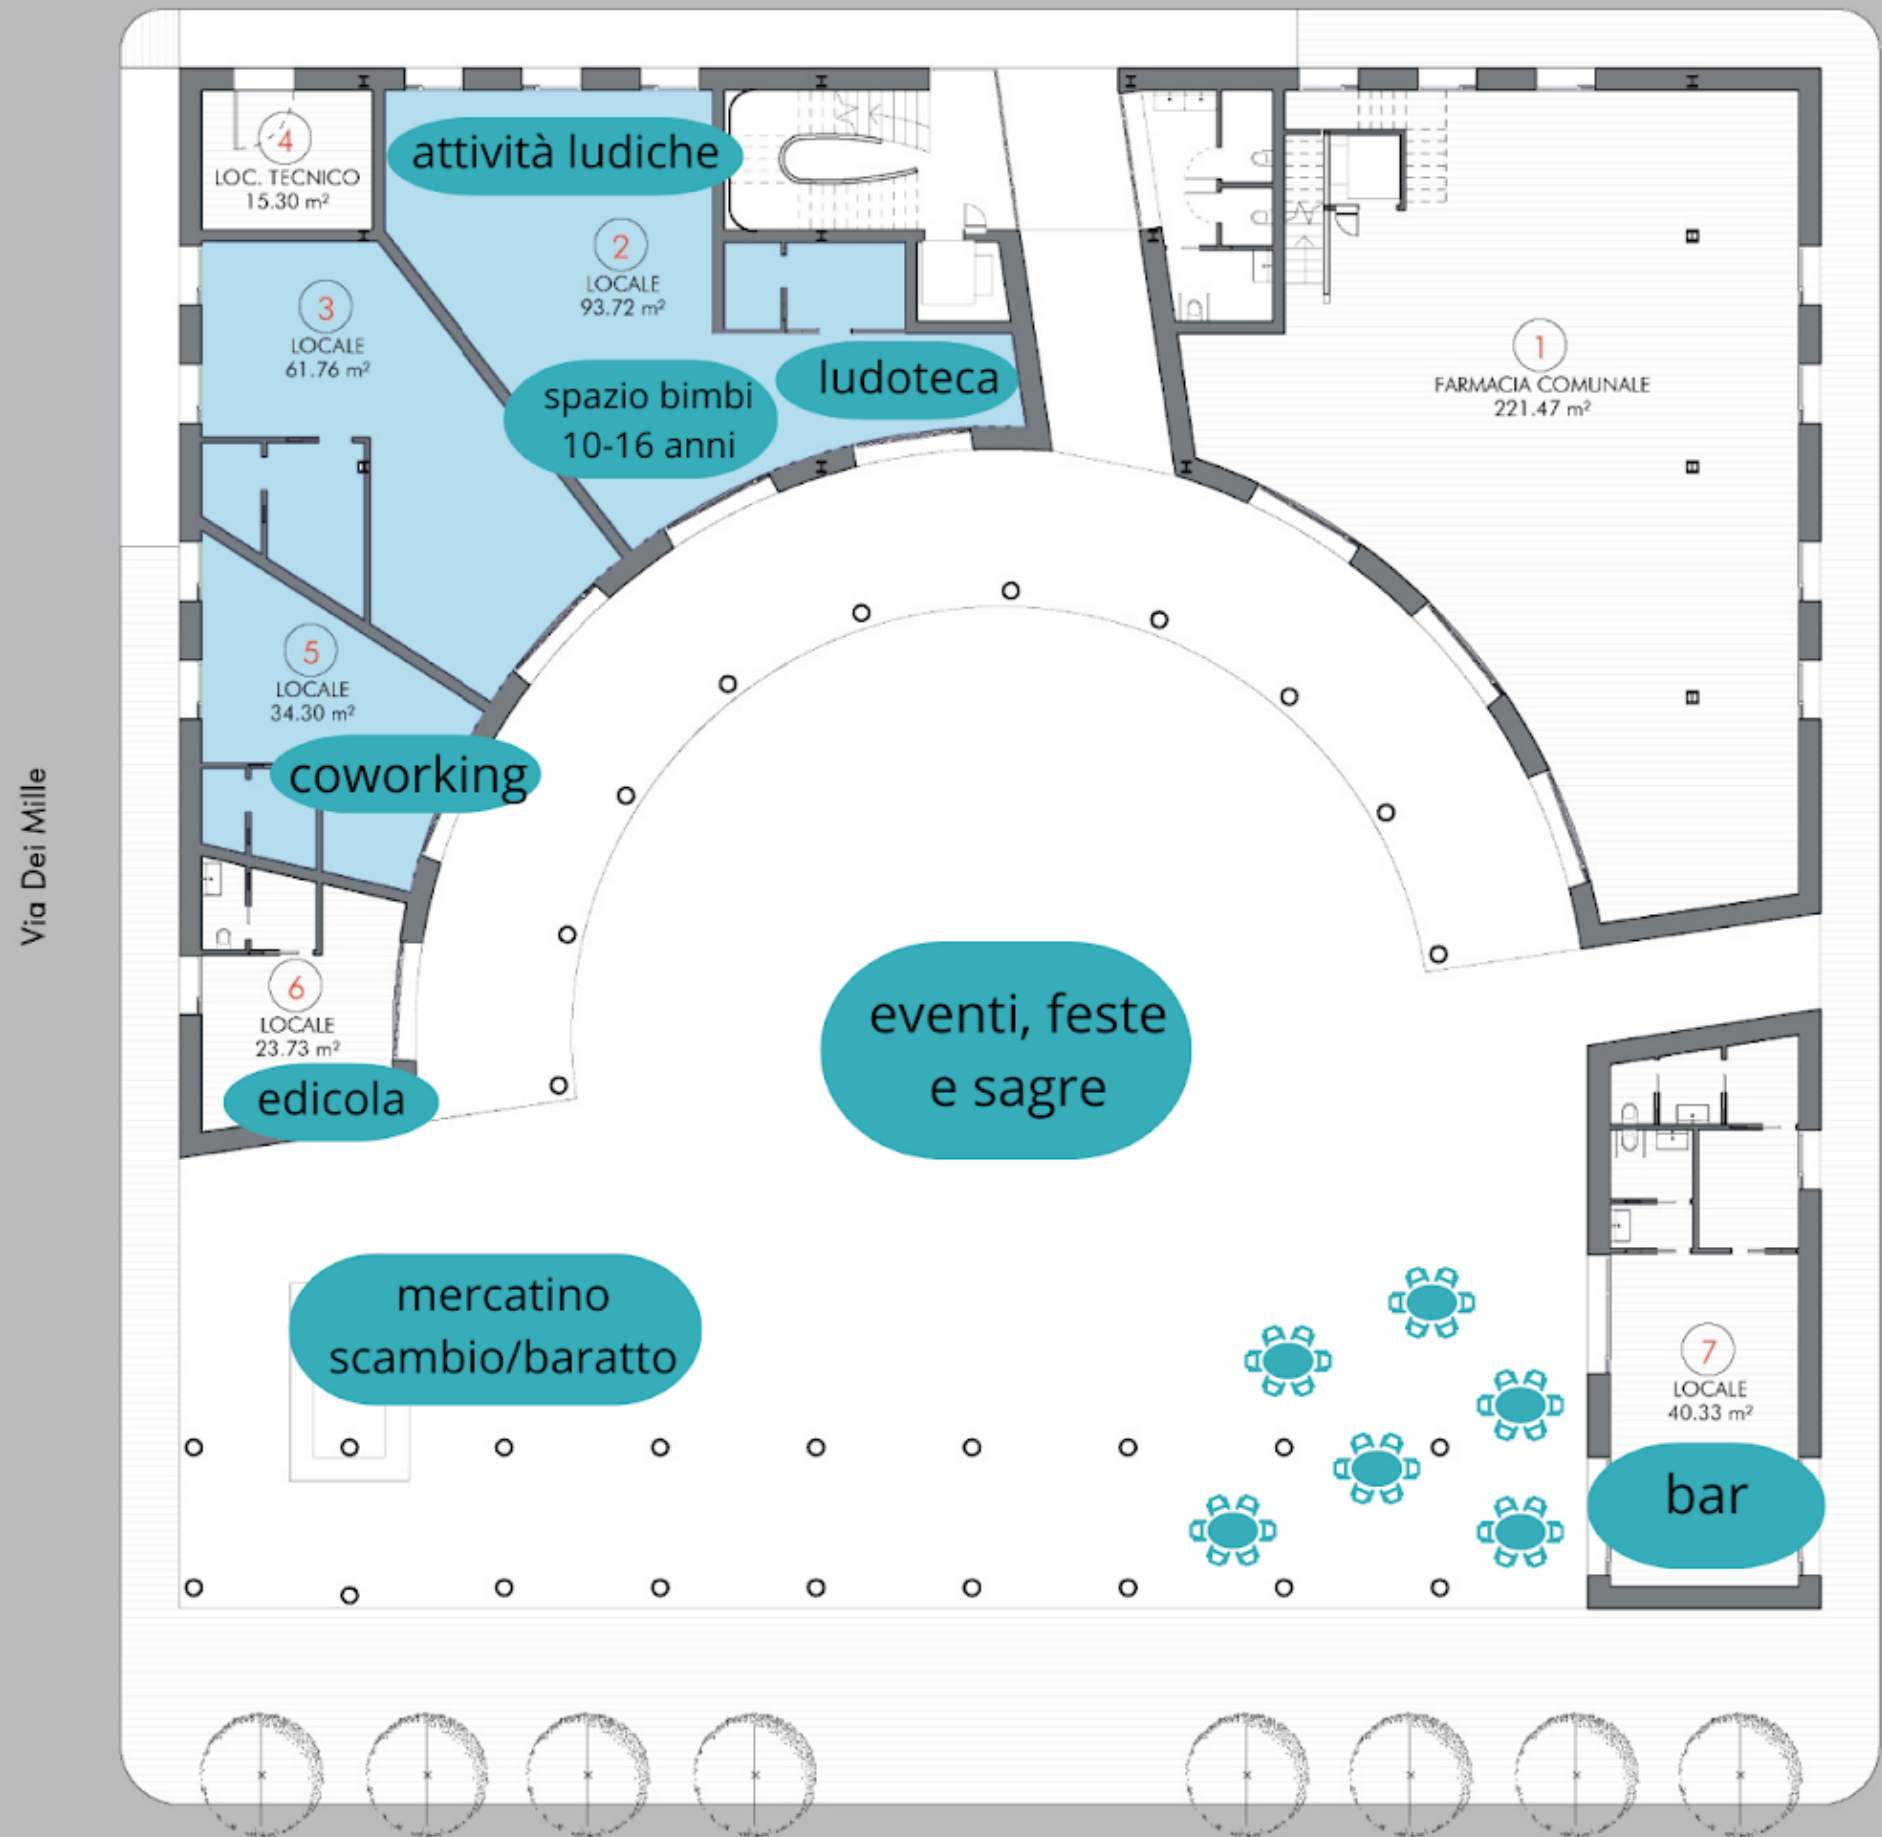 4
LOC. TECNICO
15.30 m²
attività ludiche
2
LOCALE
93.72 m²
3
LOCALE
61.76 m²
spazio bimbi
10-16 anni
ludoteca
1
FARMACIA COMUNALE
221.47 m²
5
LOCALE
34.30 m²
coworking
Via Dei Mille
6
LOCALE
23.73 m²
edicola
eventi, feste
e sagre
mercatino
scambio/baratto
7
LOCALE
40.33 m²
bar